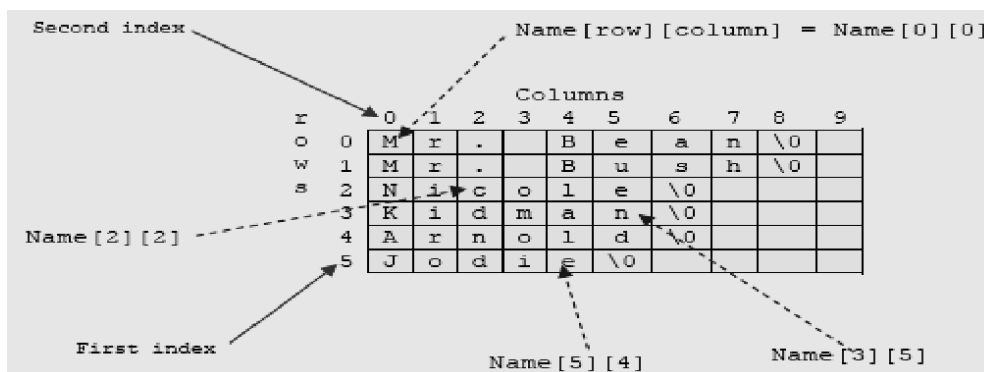 Second index
Name[row][column] = Name[0][0]
Columns
r 0 1 2 3 4 5 6 7 8 9
o 0 M r . B e a n \0
w 1 M r . B u s h \0
s 2 N i c o l e \0
3 K i d m a n \0
Name[2][2] 4 A r n o l d \0
5 J o d i e \0
First index
Name[5][4]
Name[3][5]